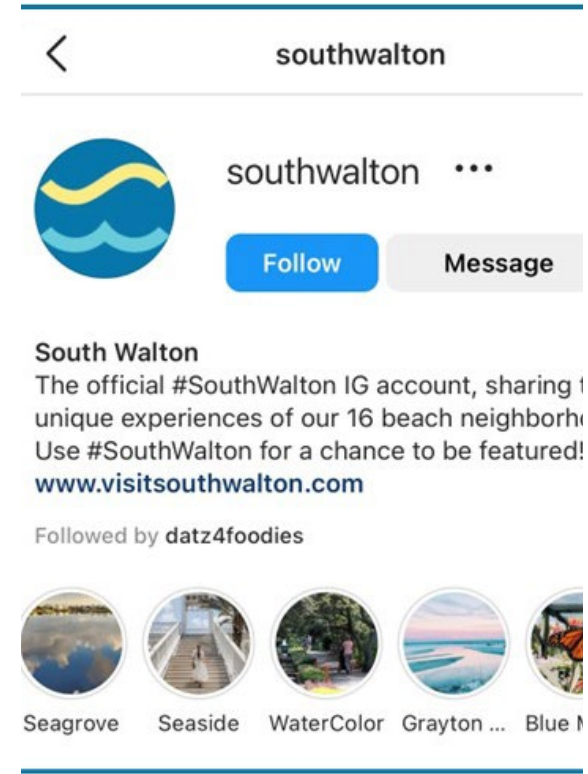 southwalton
southwalton
Follow Message
South Walton
The official #SouthWalton IG account, sharing
unique experiences of our 16 beach
Use #SouthWalton for a chance to be featured!
www.visitsouthwalton.com
Followed by datz4foodies
Seagrove Seaside WaterColor Grayton ... Blue